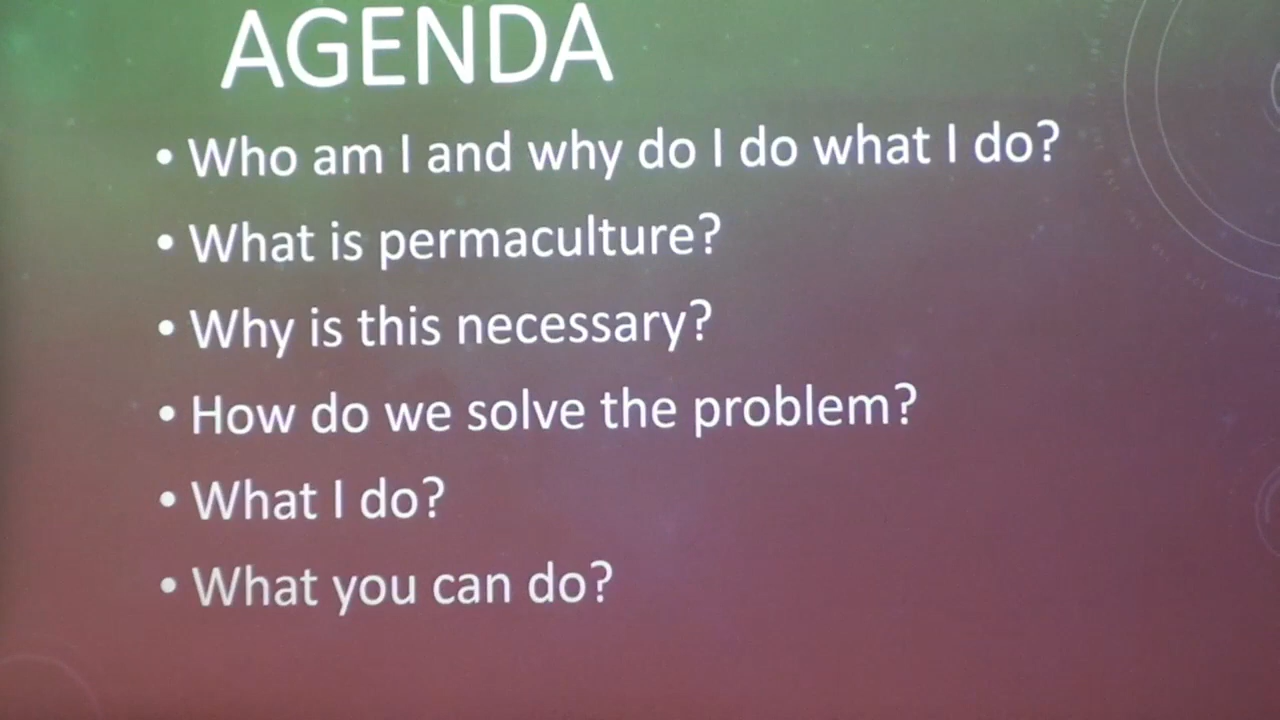 AGENDA
• Who am I and why do I do what I do?
• What is permaculture?
• Why is this necessary?
• How do we solve the problem?
• What I do?
• What you can do?